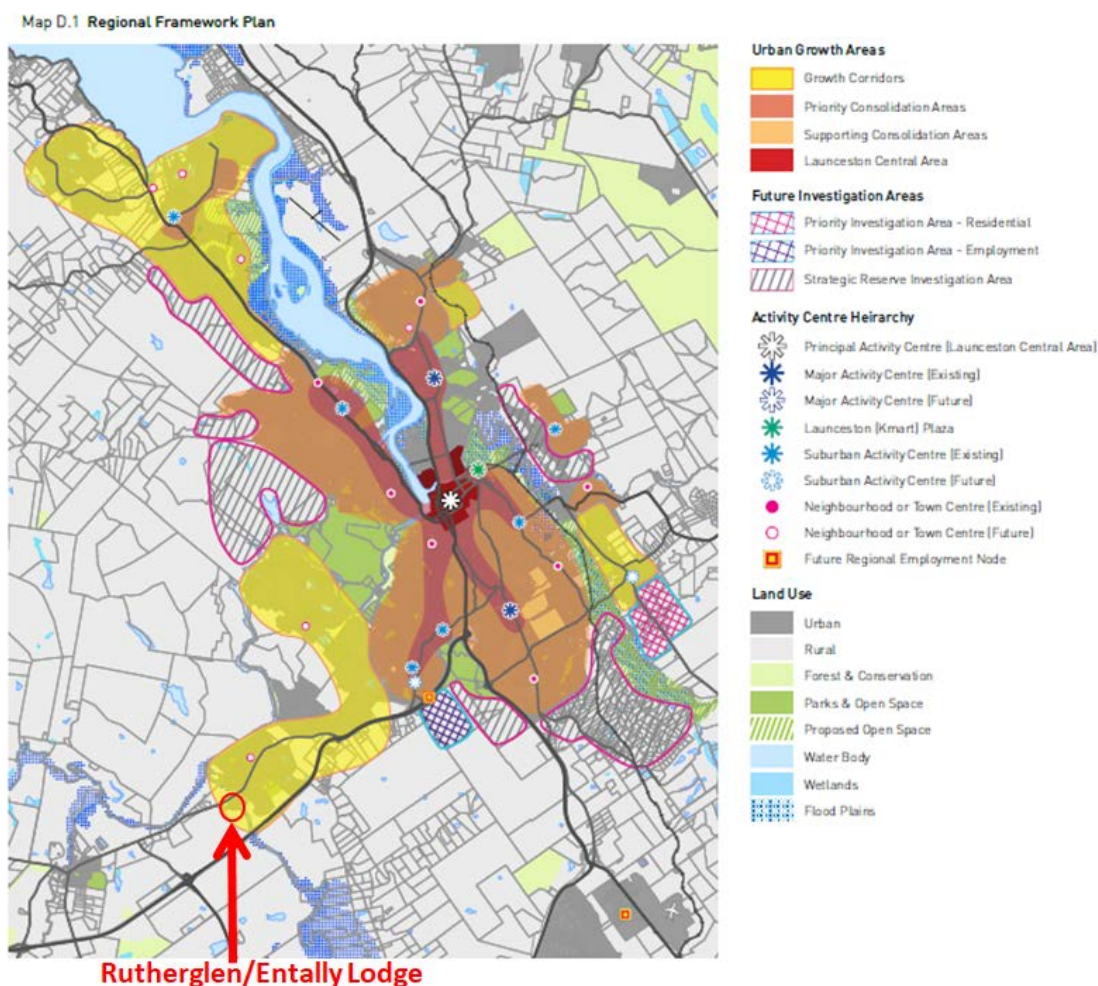 Map D.1 Regional Framework Plan
Urban Growth Areas
Growth Corridors
Priority Consolidation Areas
Supporting Consolidation Areas
Launceston Central Area
Future Investigation Areas
Priority Investigation Area - Residential
Priority Investigation Area - Employment
Strategic Reserve Investigation Area
Activity Centre Heirarchy
Principal Activity Centre (Launceston Central Area)
Major Activity Centre (Existing)
Major Activity Centre (Future)
Launceston (Kmart) Plaza
Suburban Activity Centre (Existing)
Suburban Activity Centre (Future)
Neighbourhood or Town Centre (Existing)
Neighbourhood or Town Centre (Future)
Future Regional Employment Node
Land Use
Urban
Rural
Forest & Conservation
Parks & Open Space
Proposed Open Space
Water Body
Wetlands
Flood Plains
Rutherglen/Entally Lodge